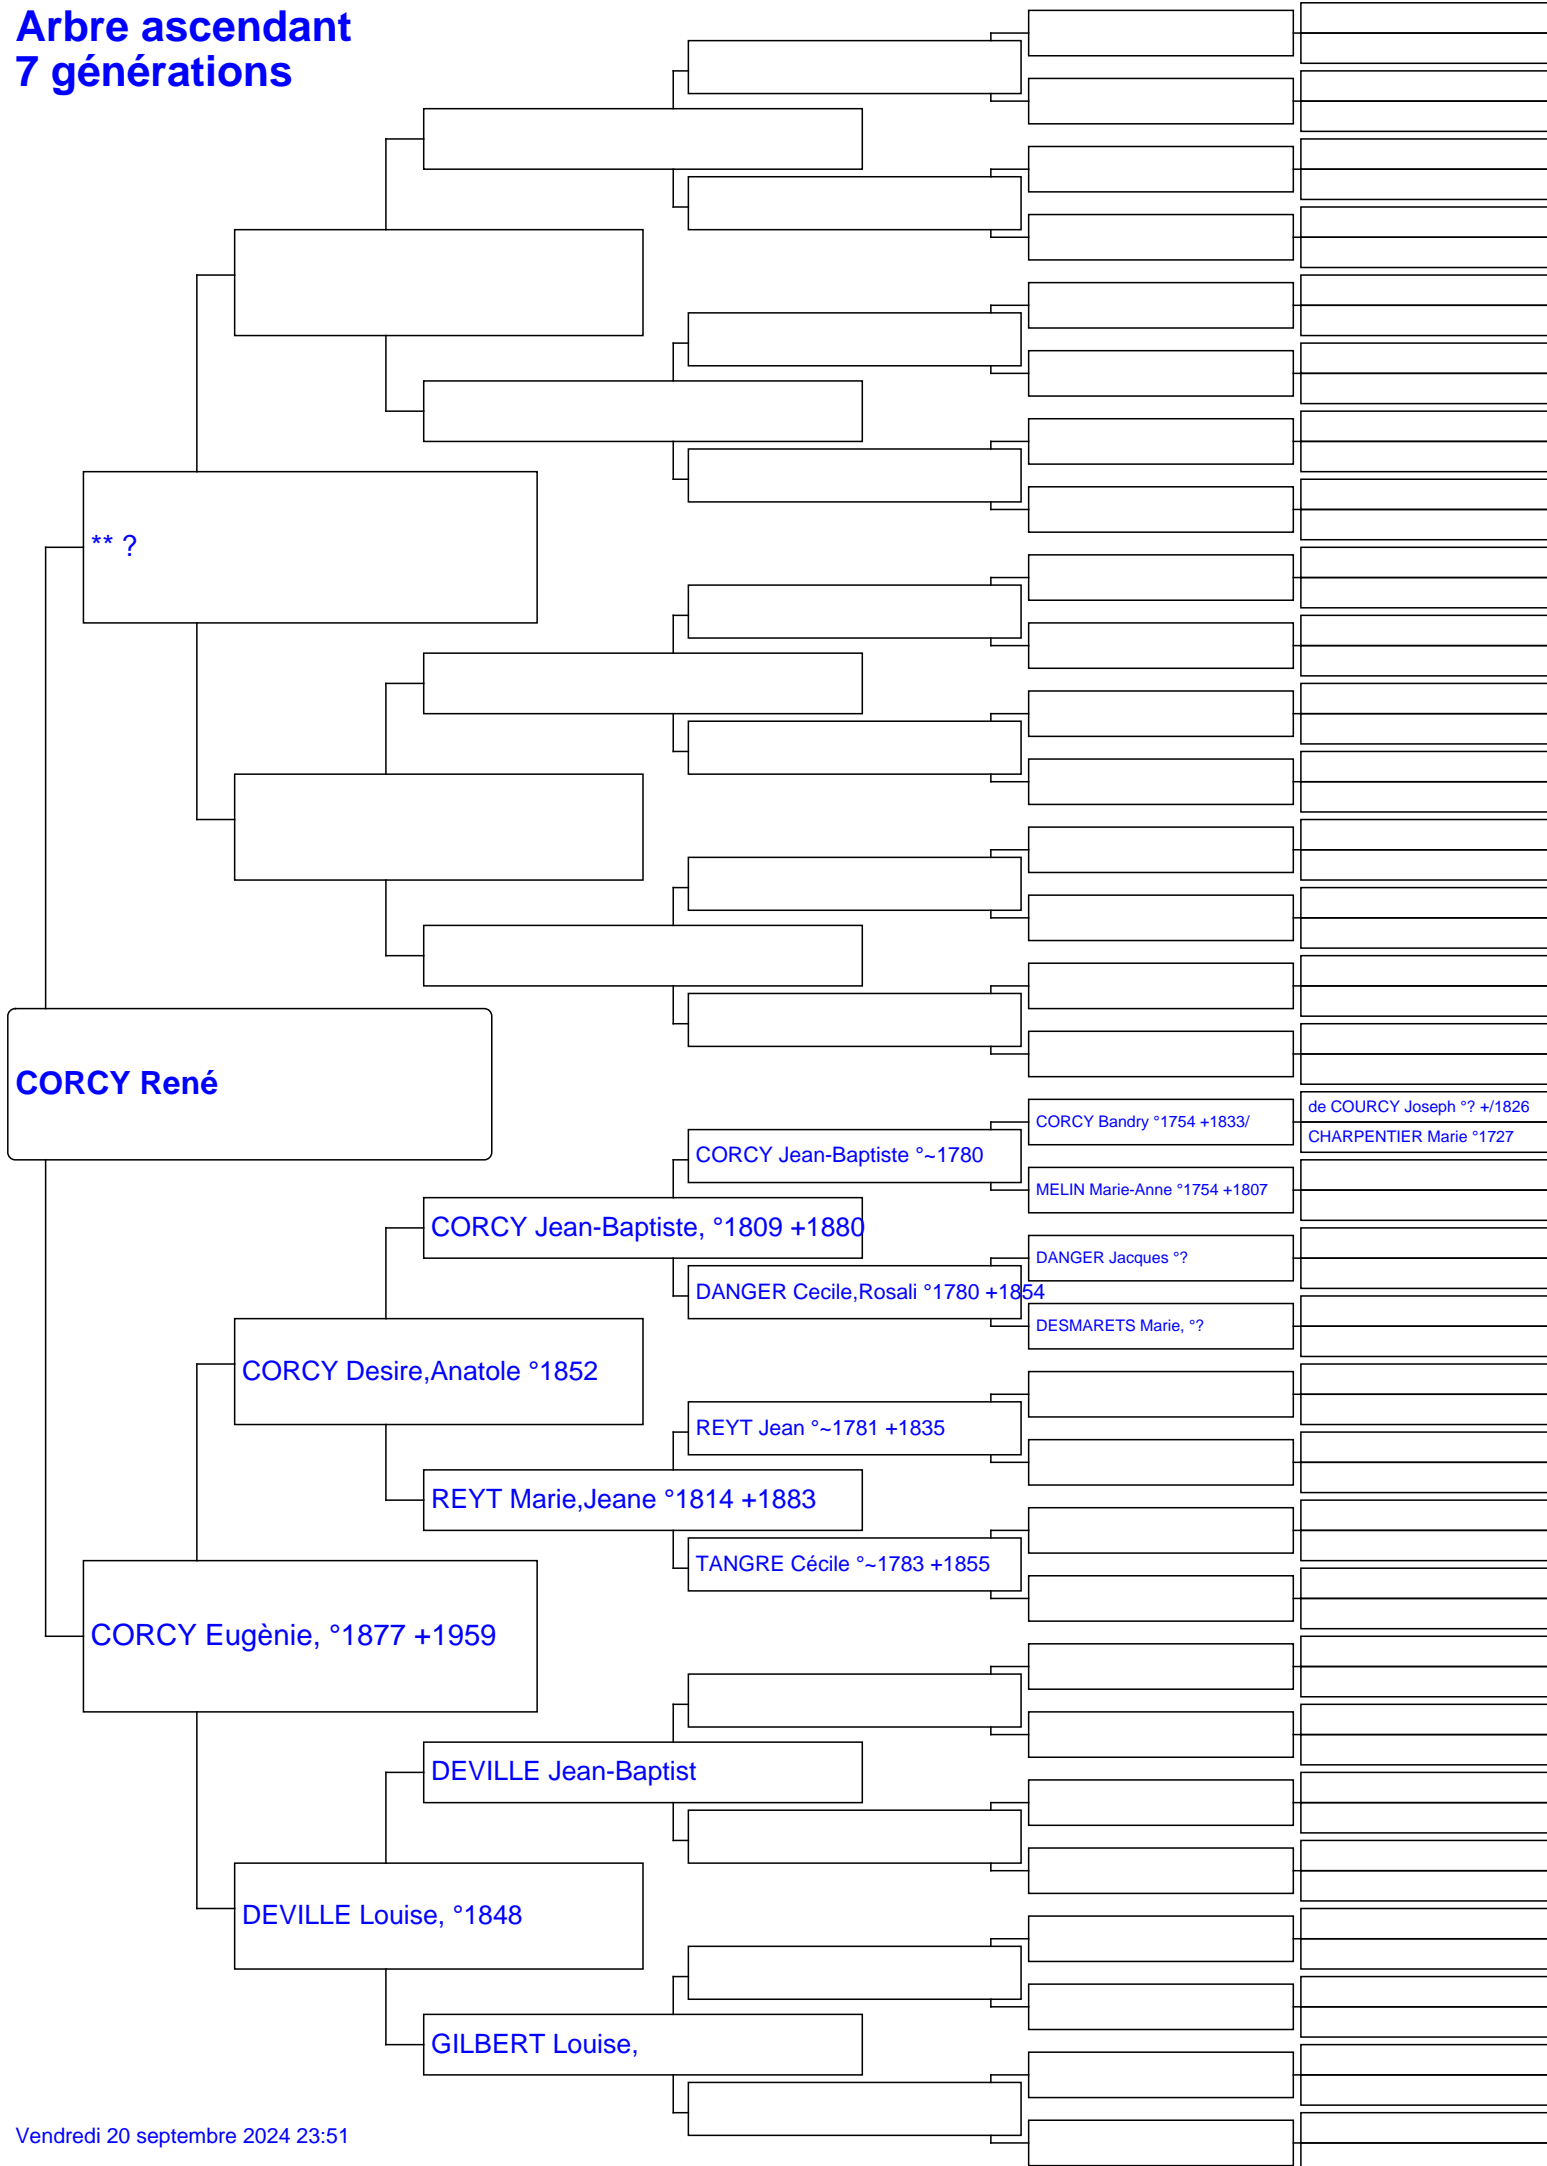 Arbre ascendant
7 générations
** ?
CORCY René
de COURCY Joseph °? +/1826
CORCY Bandry °1754 +1833/
CHARPENTIER Marie °1727
CORCY Jean-Baptiste °~1780
MELIN Marie-Anne °1754 +1807
CORCY Jean-Baptiste, °1809 +1880
DANGER Jacques °?
DANGER Cecile,Rosali °1780 +1854
DESMARETS Marie, °?
CORCY Desire,Anatole °1852
REYT Jean °~1781 +1835
REYT Marie,Jeane °1814 +1883
TANGRE Cécile °~1783 +1855
CORCY Eugènie, °1877 +1959
DEVILLE Jean-Baptist
DEVILLE Louise, °1848
GILBERT Louise,
Vendredi 20 septembre 2024 23:51